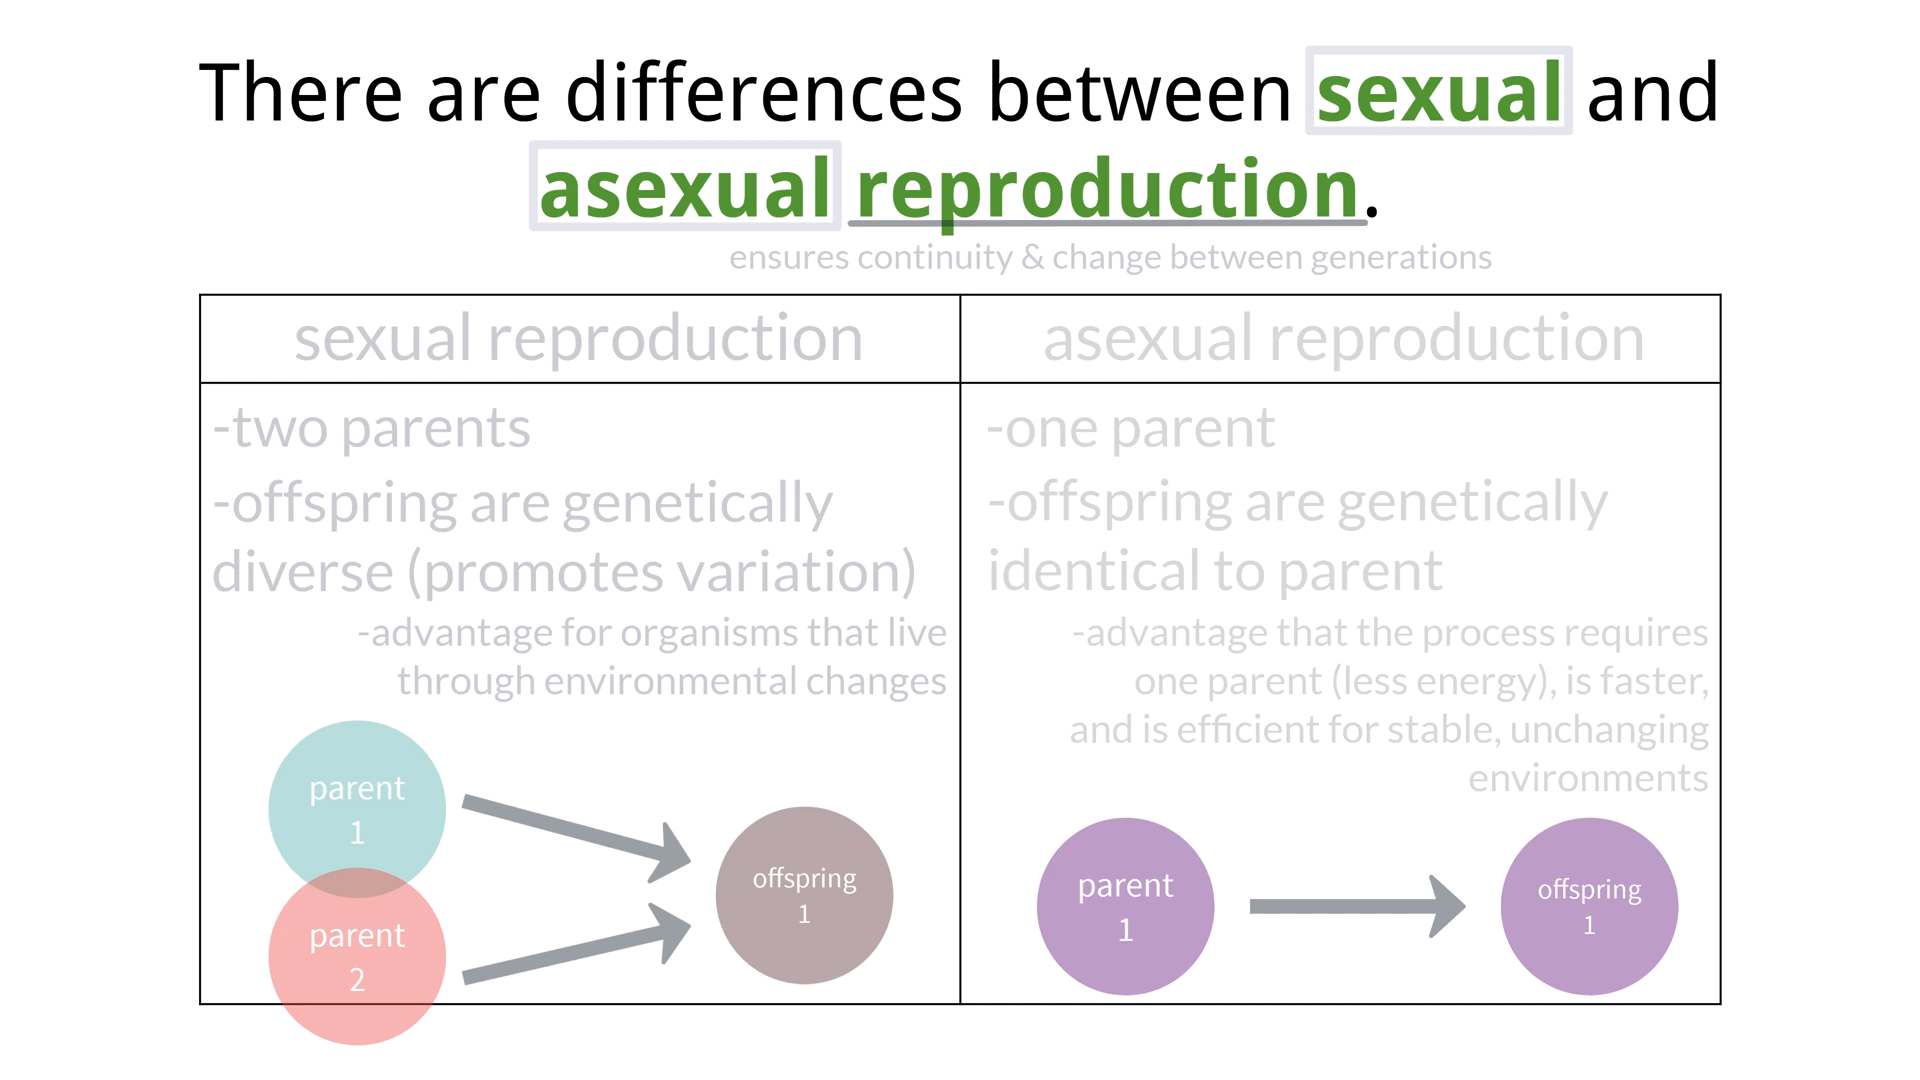 There are differences between sexual and
asexual reproduction.
ensures continuity & change between generations
sexual reproduction
asexual reproduction
-two parents
-offspring are genetically
diverse (promotes variation)
-advantage for organisms that live
through environmental changes
parent
1
parent
2
offspring
1
-one parent
-offspring are genetically
identical to parent
-advantage that the process requires
one parent (less energy), is faster,
and is efficient for stable, unchanging
environments
parent
1
offspring
1